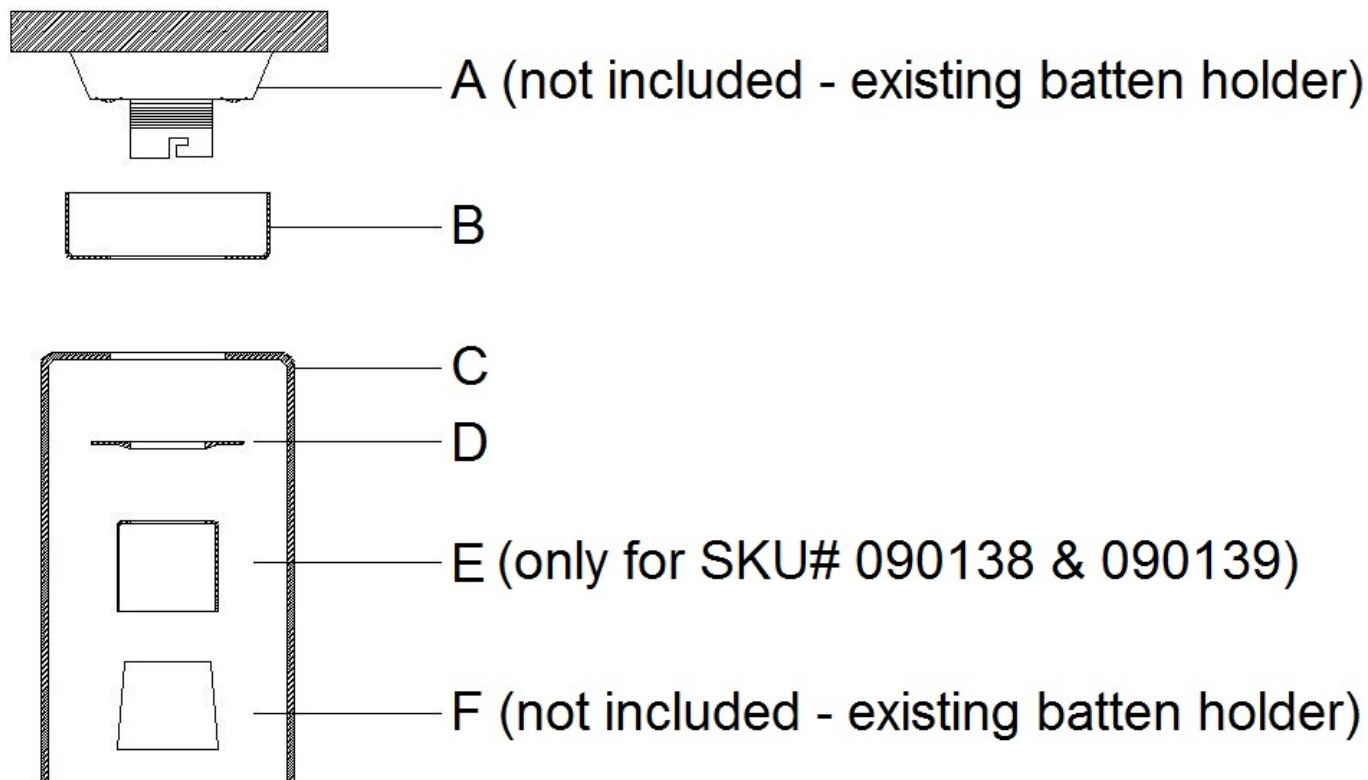 A (not included - existing batten holder)
B
C
D
E (only for SKU# 090138 & 090139)
F (not included - existing batten holder)